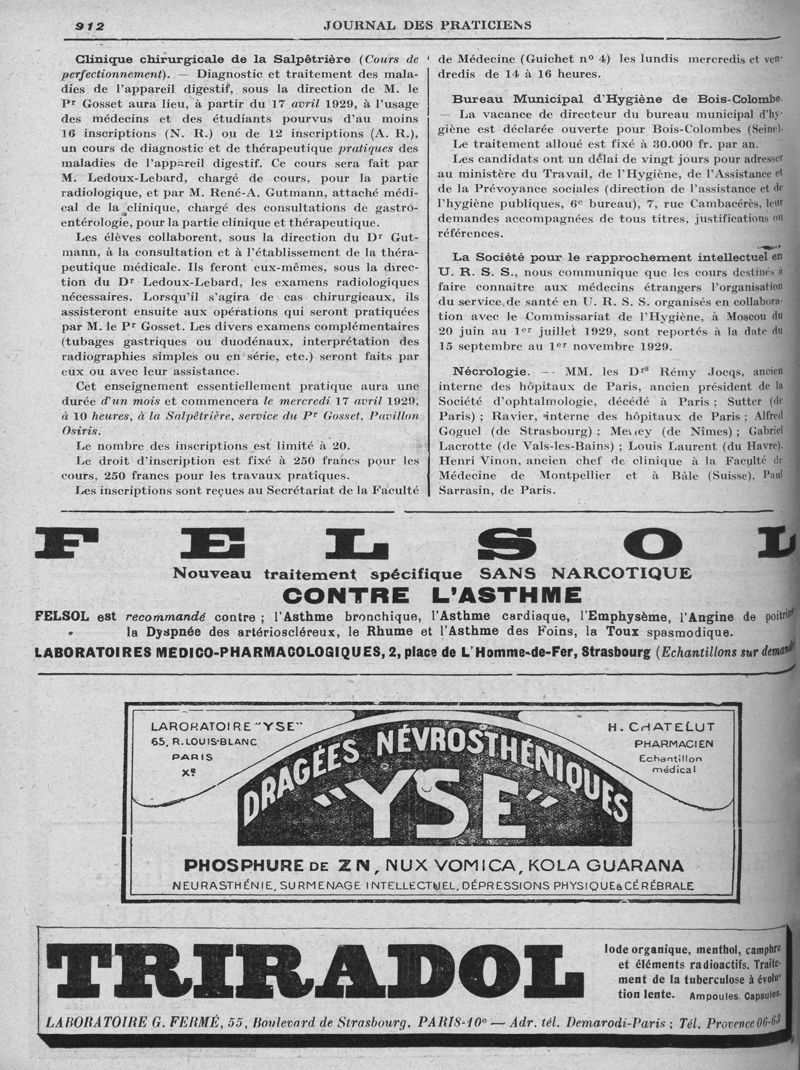 912
JOURNAL DES PRATICIENS
Clinique chirurgicale de la Salpêtrière (Cours de
perfectionnement). — Diagnostic et traitement des mala-
dies de l'appareil digestif, sous la direction de M. le
Pr Gosset aura lieu, à partir du 17 avril 1929, à l'usage
des médecins et des étudiants pourvus d'au moins
16 inscriptions (N. R.) ou de 12 inscriptions (A. R.),
un cours de diagnostic et de thérapeutique pratiques des
maladies de l'appareil digestif. Ce cours sera fait par
M. Ledoux-Lebard, chargé de cours, pour la partie
radiologique, et par M. René-A. Gutmann, attaché médi-
cal de la clinique, chargé des consultations de gastro-
entérologie, pour la partie clinique et thérapeutique.
Les élèves collaborent, sous la direction du Dr Gut-
mann, à la consultation et à l'établissement de la théra-
peutique médicale. Ils feront eux-mêmes, sous la direc-
tion du Dr Ledoux-Lebard, les examens radiologiques
nécessaires. Lorsqu'il s'agira de cas chirurgicaux, ils
assisteront ensuite aux opérations qui seront pratiquées
par M. le Pr Gosset. Les divers examens complémentaires
(tubages gastriques ou duodénaux, interprétation des
radiographies simples ou en série, etc.) seront faits par
eux ou avec leur assistance.
Cet enseignement essentiellement pratique aura une
durée d'un mois et commencera le mercredi 17 avril 1929,
à 10 heures, à la Salpêtrière, service du Pr Gosset, Pavillon
Osiris.
Le nombre des inscriptions est limité à 20.
Le droit d'inscription est fixé à 250 francs pour les
cours, 250 francs pour les travaux pratiques.
Les inscriptions sont reçues au Secrétariat de la Faculté
de Médecine (Guichet no 4) les lundis mercredis et ven-
dredis de 14 à 16 heures.
Bureau Municipal d'Hygiène de Bois-Colombe.
— La vacance de directeur du bureau municipal d'hy-
giène est déclarée ouverte pour Bois-Colombes (Seine).
Le traitement alloué est fixé à 30.000 fr. par an.
Les candidats ont un délai de vingt jours pour adresser
au ministère du Travail, de l'Hygiène, de l'Assistance et
de la Prévoyance sociales (direction de l'assistance et de
l'hygiène publiques, 6e bureau), 7, rue Cambacérès, leur
demandes accompagnées de tous titres, justifications ou
références.
La Société pour le rapprochement intellectuel en
U. R. S. S., nous communique que les cours destinés à
faire connaître aux médecins étrangers l'organisation
du service de santé en U. R. S. S. organisés en collabora-
tion avec le Commissariat de l'Hygiène, à Moscou du
20 juin au 1er juillet 1929, sont reportés à la date du
15 septembre au 1er novembre 1929.
Nécrologie. — MM. les Drs Rémy Jocqs, ancien
interne des hôpitaux de Paris, ancien président de la
Société d'ophtalmologie, décédé à Paris ; Sutter (de
Paris) ; Ravier, interne des hôpitaux de Paris ; Alfred
Goguel (de Strasbourg) ; (de Nîmes) ; Gabriel
Lacrotte (de Vals-les-Bains) ; Louis Laurent (du Havre).
Henri Vinon, ancien chef de clinique à la Faculté de
Médecine de Montpellier et à Bâle (Suisse), Paul
Sarrasin, de Paris.
FELSOL
Nouveau traitement spécifique SANS NARCOTIQUE
CONTRE L'ASTHME
FELSOL est recommandé contre ; l'Asthme bronchique, l'Asthme cardiaque, l'Emphysème, l'Angine de poitrine
la Dyspnée des artérioscléreux, le Rhume et l'Asthme des Foins, la Toux spasmodique.
LABORATOIRES MEDICO-PHARMACOLOGIQUES, 2, place de L'Homme-de-Fer, Strasbourg (Echantillons sur demande
LABORATOIRE "YSE"
65, R. LOUIS-BLANC
PARIS
Xe
H. CHATELUT
PHARMACIEN
Echantillon
médical
DRAGÉES NÉVROSTHÉNIQUES
"YSE"
PHOSPHURE DE ZN, NUX VOMICA, KOLA GUARANA
NEURASTHÉNIE, SURMENAGE INTELLECTUEL, DÉPRESSIONS PHYSIQUE & CÉRÉBRALE
TRIRADOL
Iode organique, menthol, camphre
et éléments radioactifs. Traite-
ment de la tuberculose à évolu-
tion lente. Ampoules. Capsules.
LABORATOIRE G. FERMÉ, 55, Boulevard de Strasbourg, PARIS-10e — Adr. tél. Demarodi-Paris ; Tél. Provence 06-63